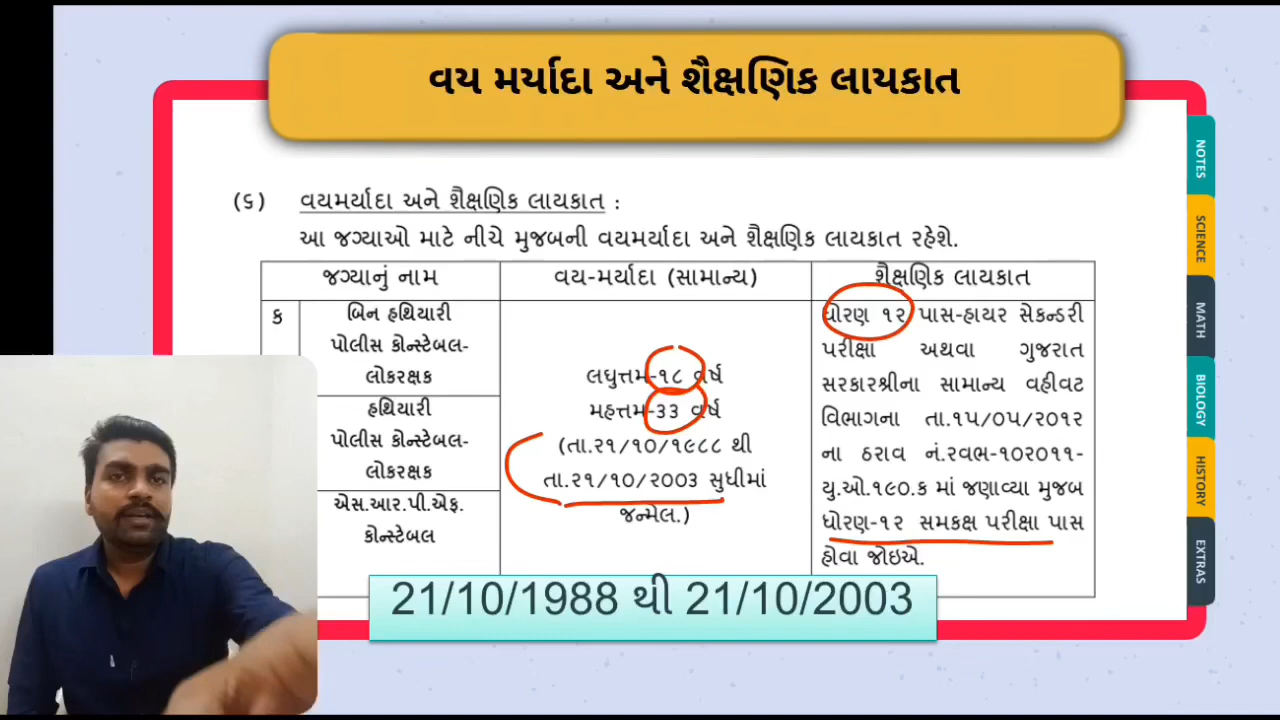 વય મર્યાદા અને શૈક્ષણિક લાયકાત
(૬) વયમર્યાદા અને શૈક્ષણિક લાયકાત :
આ જગ્યાઓ માટે નીચે મુજબની વયમર્યાદા અને શૈક્ષણિક લાયકાત રહેશે.
જગ્યાનું નામ
વય-મર્યાદા (સામાન્ય)
શૈક્ષણિક લાયકાત
ક
બિન હથિયારી
પોલીસ કોન્સ્ટેબલ-
લોકરક્ષક
હથિયારી
પોલીસ કોન્સ્ટેબલ-
લોકરક્ષક
એસ.આર.પી.એફ.
કોન્સ્ટેબલ
લઘુત્તમ-૧૮ વર્ષ
મહત્તમ-૩૩ વર્ષ
(તા.૨૧/૧૦/૧૯૮૮ થી
તા.૨૧/૧૦/૨૦૦૩ સુધીમાં
જન્મેલ.)
ધોરણ ૧૨ પાસ-હાયર સેકન્ડરી
પરીક્ષા અથવા ગુજરાત
સરકારશ્રીના સામાન્ય વહીવટ
વિભાગના તા.૧૫/૦૫/૨૦૧૨
ના ઠરાવ નં.રવભ-૧૦૨૦૧૧-
યુ.ઓ.૧૯૦.ક માં જણાવ્યા મુજબ
ધોરણ-૧૨ સમકક્ષ પરીક્ષા પાસ
હોવા જોઇએ.
21/10/1988 થી 21/10/2003
NOTES
SCIENCE
MATH
BIOLOGY
HISTORY
EXTRAS